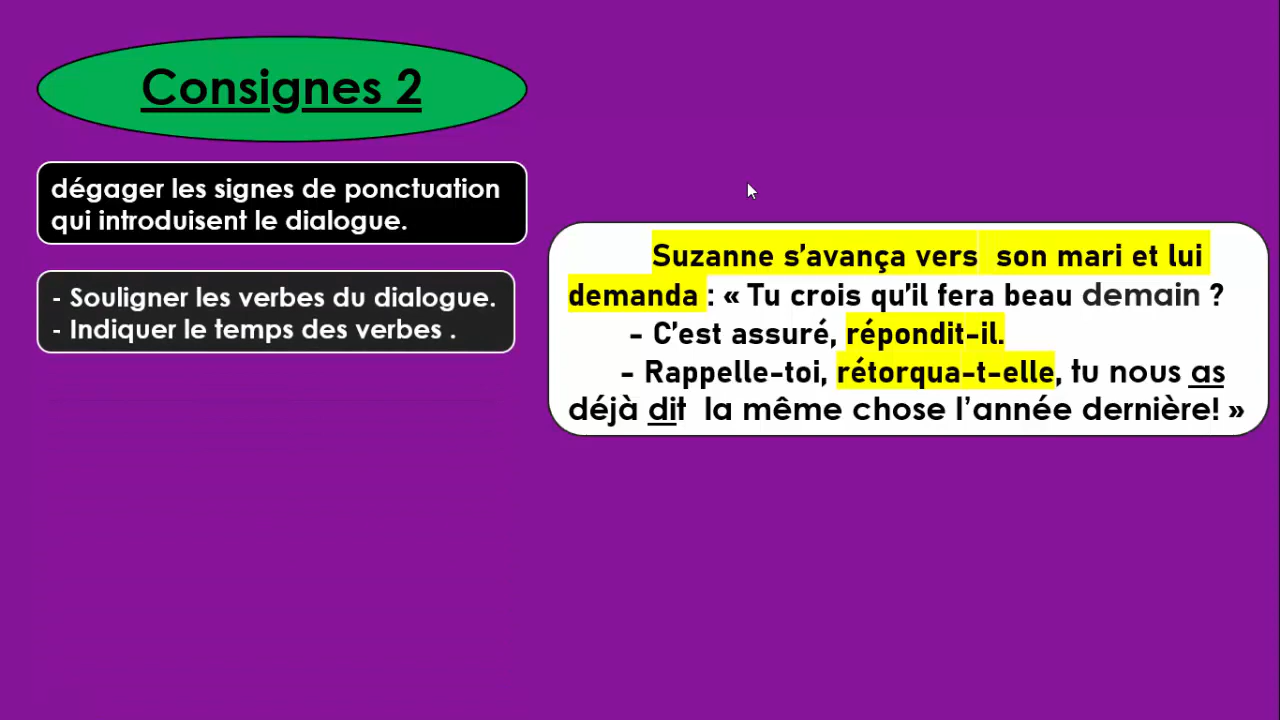 Consignes 2
dégager les signes de ponctuation
qui introduisent le dialogue.
- Souligner les verbes du dialogue.
- Indiquer le temps des verbes .
Suzanne s’avança vers son mari et lui
demanda : « Tu crois qu’il fera beau demain ?
- C’est assuré, répondit-il.
- Rappelle-toi, rétorqua-t-elle, tu nous as
déjà dit la même chose l’année dernière! »